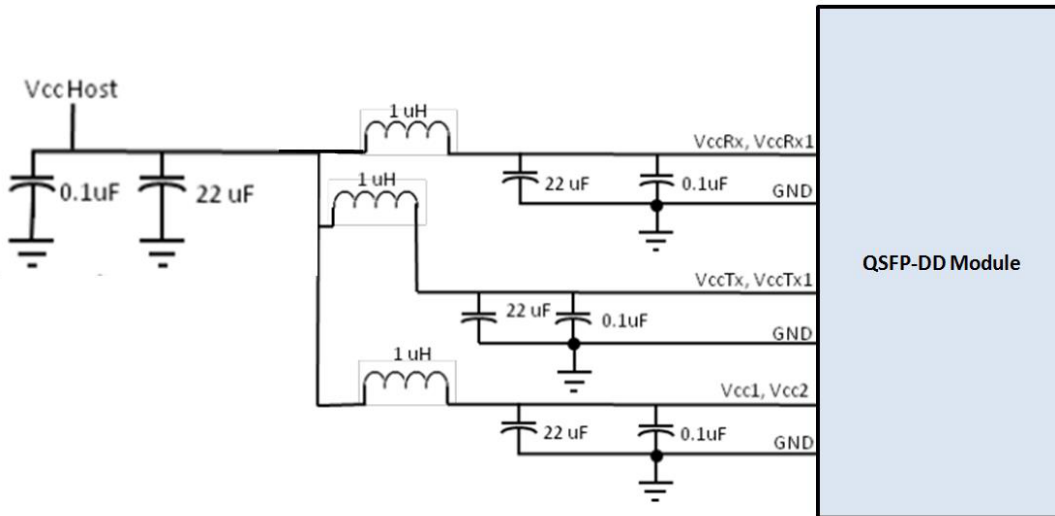 VccHost
0.1uF
22 uF
1 uH
VccRx, VccRx1
22 uF
0.1uF
GND
1 uH
VccTx, VccTx1
22 uF
0.1uF
GND
1 uH
Vcc1, Vcc2
22 uF
0.1uF
GND
QSFP-DD Module